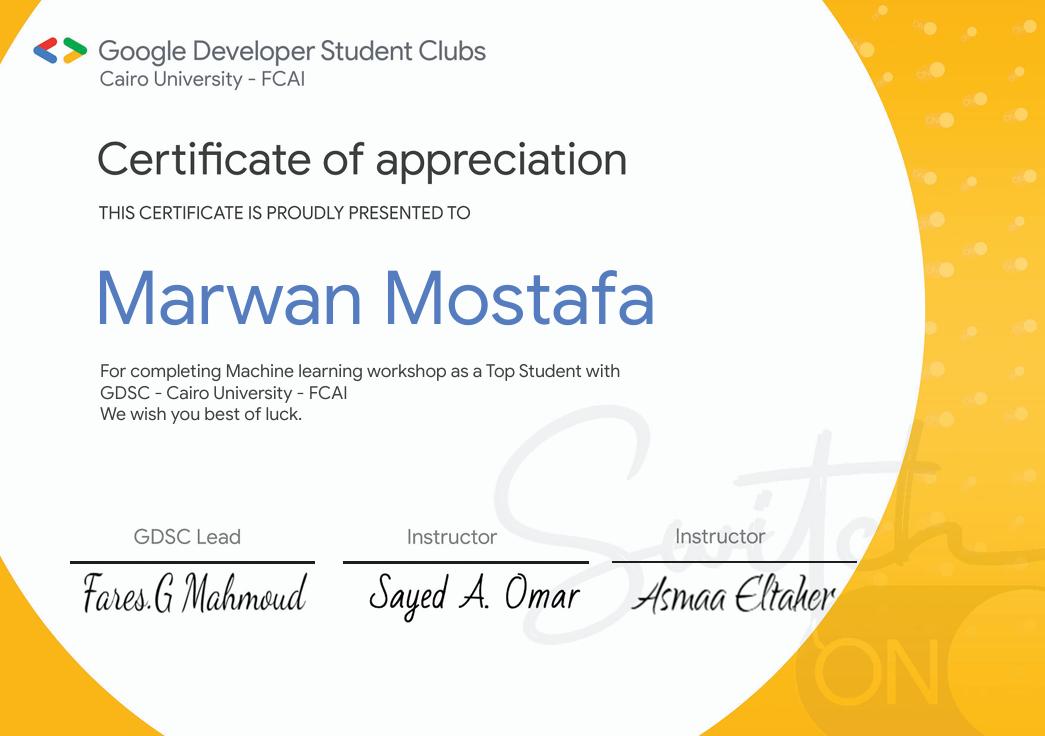 Google Developer Student Clubs
Cairo University - FCAI
Certificate of appreciation
THIS CERTIFICATE IS PROUDLY PRESENTED TO
Marwan Mostafa
For completing Machine learning workshop as a Top Student with
GDSC - Cairo University - FCAI
We wish you best of luck.
GDSC Lead
Fares.G Mahmoud
Instructor
Sayed A. Omar
Instructor
Asmaa Eltaher
Switch
ON